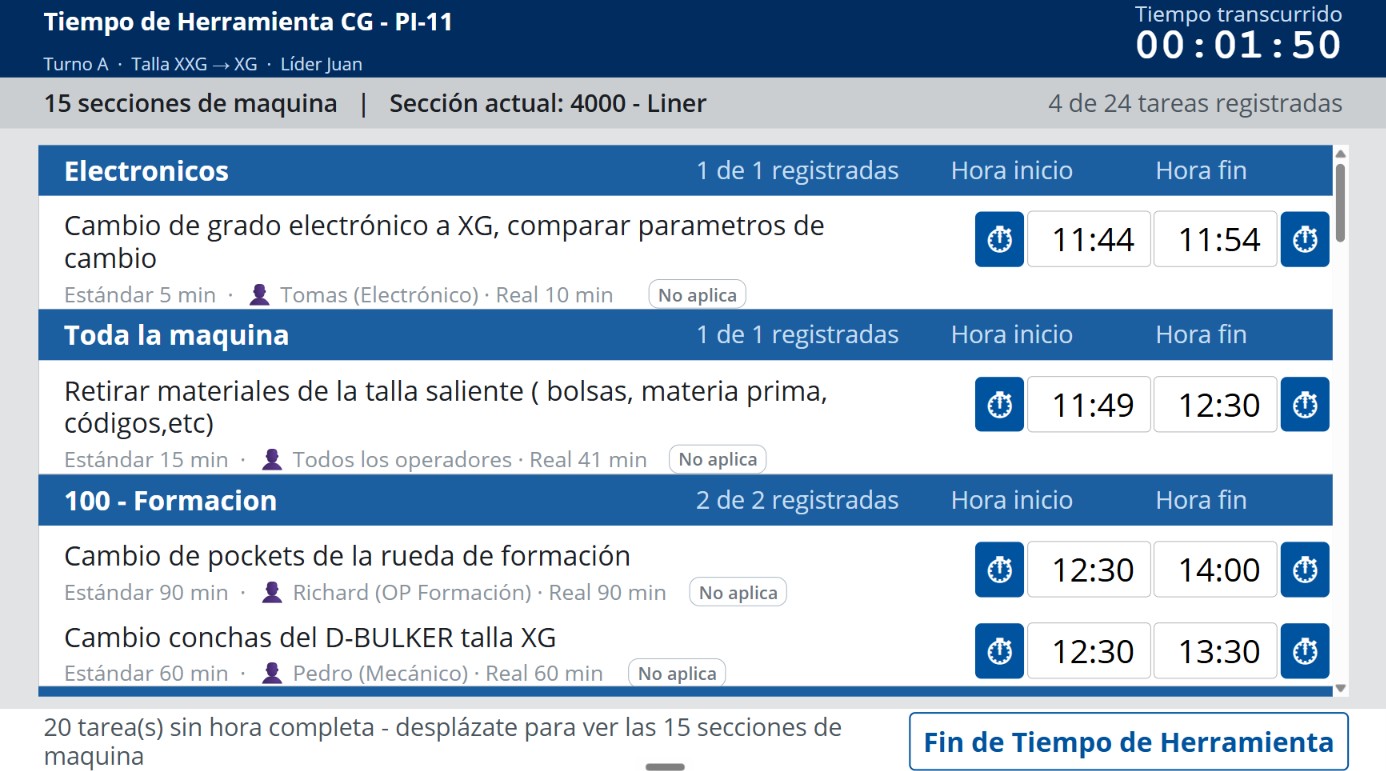 Tiempo de Herramienta CG - PI-11
Turno A · Talla XXG → XG · Líder Juan
Tiempo transcurrido
00:01:50
15 secciones de maquina | Sección actual: 4000 - Liner
4 de 24 tareas registradas
Electronicos 1 de 1 registradas Hora inicio Hora fin
Cambio de grado electrónico a XG, comparar parametros de
cambio
11:44 11:54
Estándar 5 min · Tomas (Electrónico) · Real 10 min No aplica
Toda la maquina 1 de 1 registradas Hora inicio Hora fin
Retirar materiales de la talla saliente ( bolsas, materia prima,
códigos,etc)
11:49 12:30
Estándar 15 min · Todos los operadores · Real 41 min No aplica
100 - Formacion 2 de 2 registradas Hora inicio Hora fin
Cambio de pockets de la rueda de formación
12:30 14:00
Estándar 90 min · Richard (OP Formación) · Real 90 min No aplica
Cambio conchas del D-BULKER talla XG
12:30 13:30
Estándar 60 min · Pedro (Mecánico) · Real 60 min No aplica
20 tarea(s) sin hora completa - desplázate para ver las 15 secciones de
maquina
Fin de Tiempo de Herramienta